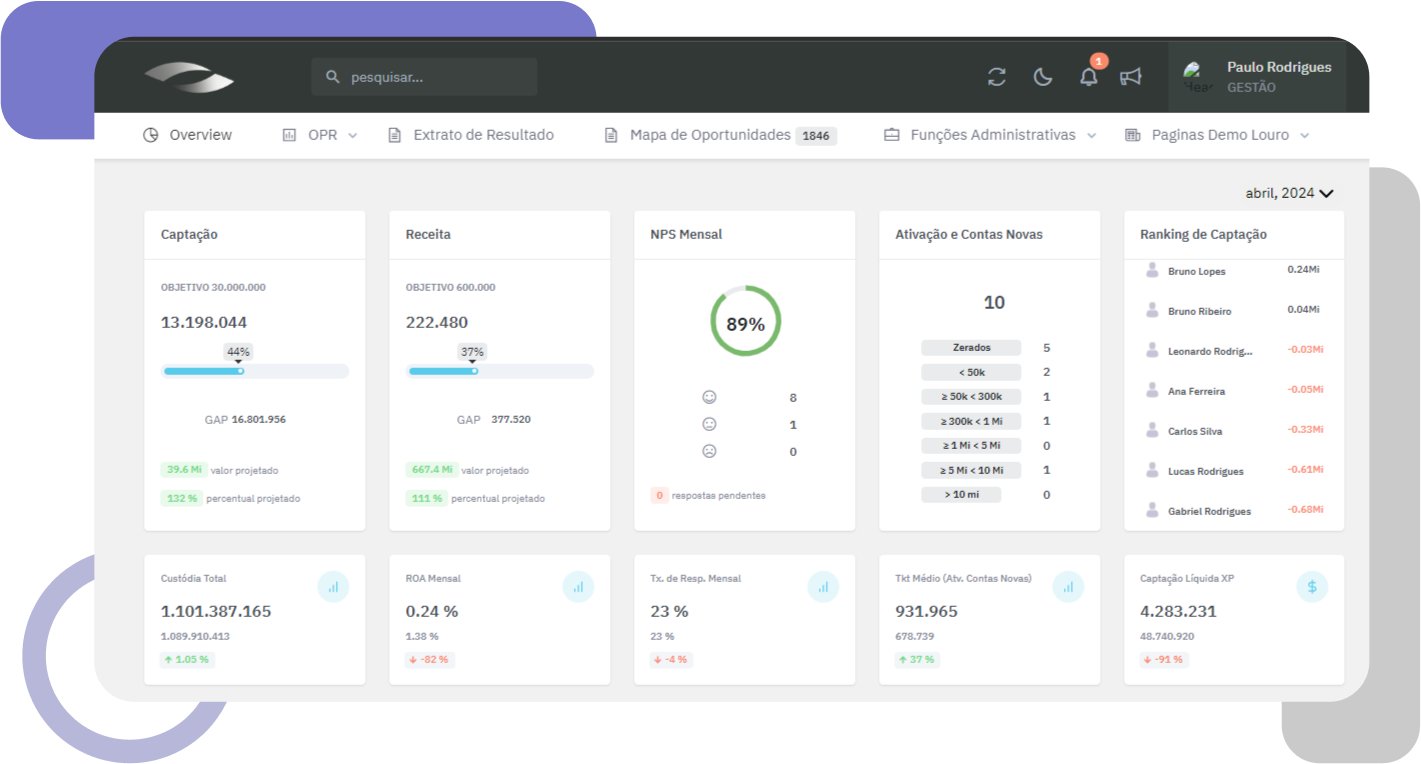 pesquisar...
1
Hear
Paulo Rodrigues
GESTÃO
Overview
OPR
Extrato de Resultado
Mapa de Oportunidades 1846
Funções Administrativas
Paginas Demo Louro
abril, 2024
Captação
OBJETIVO 30.000.000
13.198.044
44%
GAP 16.801.956
39.6 Mi valor projetado
132 % percentual projetado
Receita
OBJETIVO 600.000
222.480
37%
GAP 377.520
667.4 Mi valor projetado
111 % percentual projetado
NPS Mensal
89%
8
1
0
0 respostas pendentes
Ativação e Contas Novas
10
Zerados 5
< 50k 2
≥ 50k < 300k 1
≥ 300k < 1 Mi 1
≥ 1 Mi < 5 Mi 0
≥ 5 Mi < 10 Mi 1
> 10 mi 0
Ranking de Captação
Bruno Lopes 0.24Mi
Bruno Ribeiro 0.04Mi
Leonardo Rodrig... -0.03Mi
Ana Ferreira -0.05Mi
Carlos Silva -0.33Mi
Lucas Rodrigues -0.61Mi
Gabriel Rodrigues -0.68Mi
Custódia Total
1.101.387.165
1.089.910.413
↑ 1.05 %
ROA Mensal
0.24 %
1.38 %
↓ -82 %
Tx. de Resp. Mensal
23 %
23 %
↓ -4 %
Tkt Médio (Atv. Contas Novas)
931.965
678.739
↑ 37 %
Captação Líquida XP
$
4.283.231
48.740.920
↓ -91 %